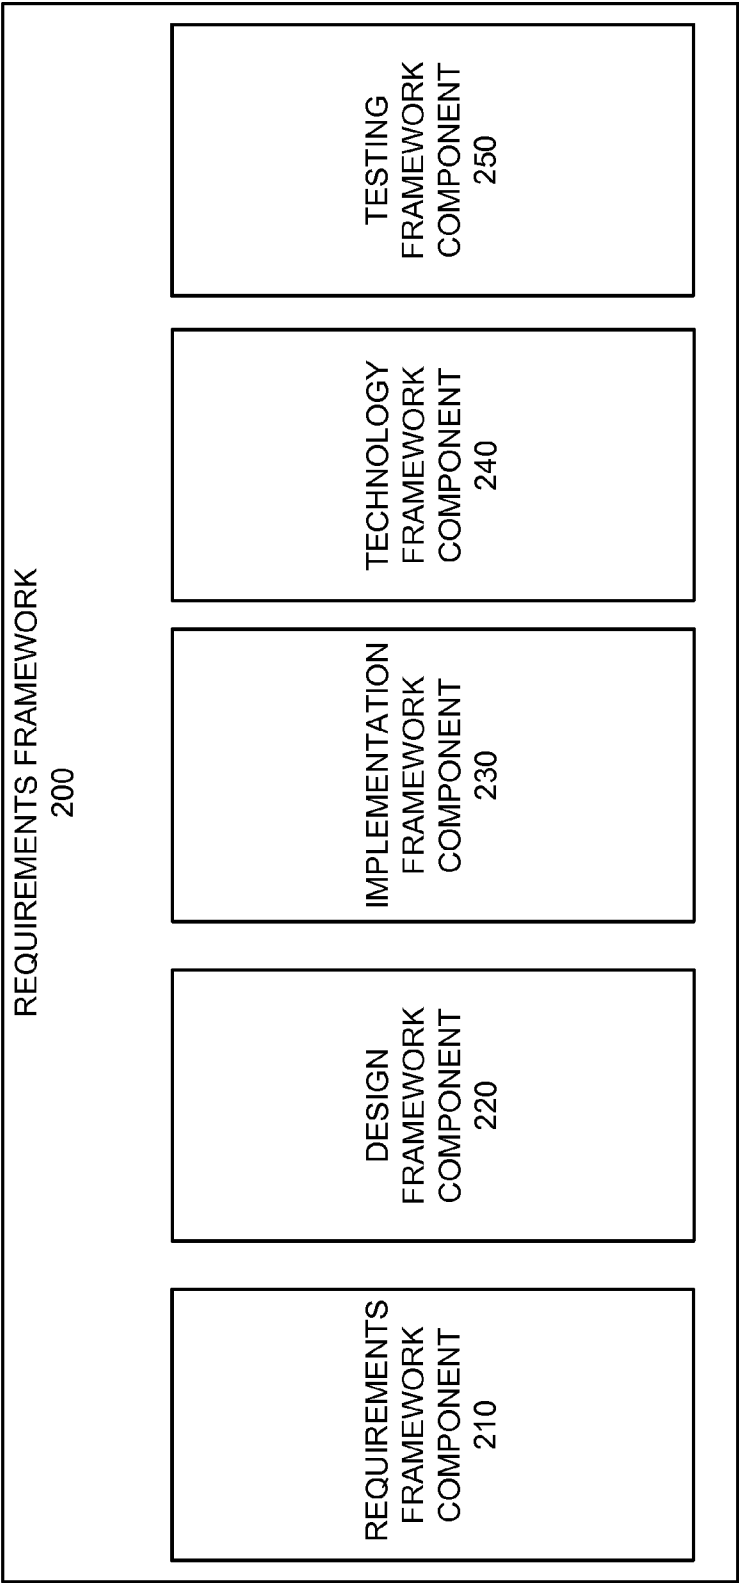 REQUIREMENTS FRAMEWORK
200
REQUIREMENTS
FRAMEWORK
COMPONENT
210
DESIGN
FRAMEWORK
COMPONENT
220
IMPLEMENTATION
FRAMEWORK
COMPONENT
230
TECHNOLOGY
FRAMEWORK
COMPONENT
240
TESTING
FRAMEWORK
COMPONENT
250